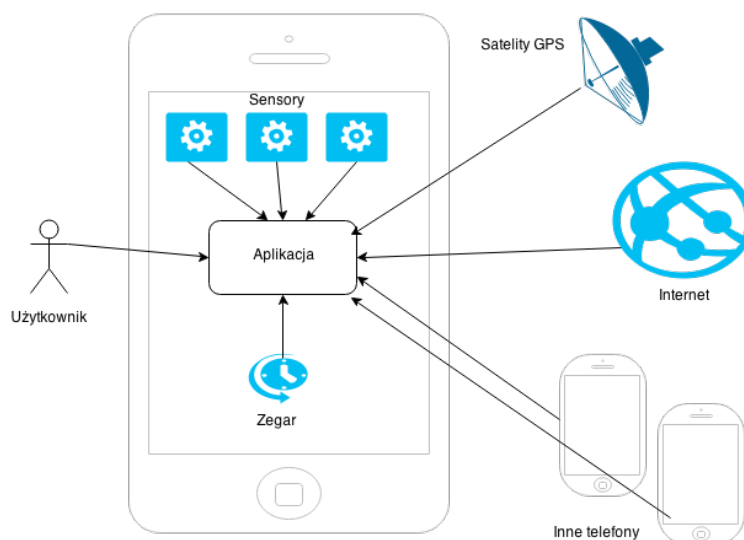 Satelity GPS
Sensory
Aplikacja
Użytkownik
Internet
Zegar
Inne telefony